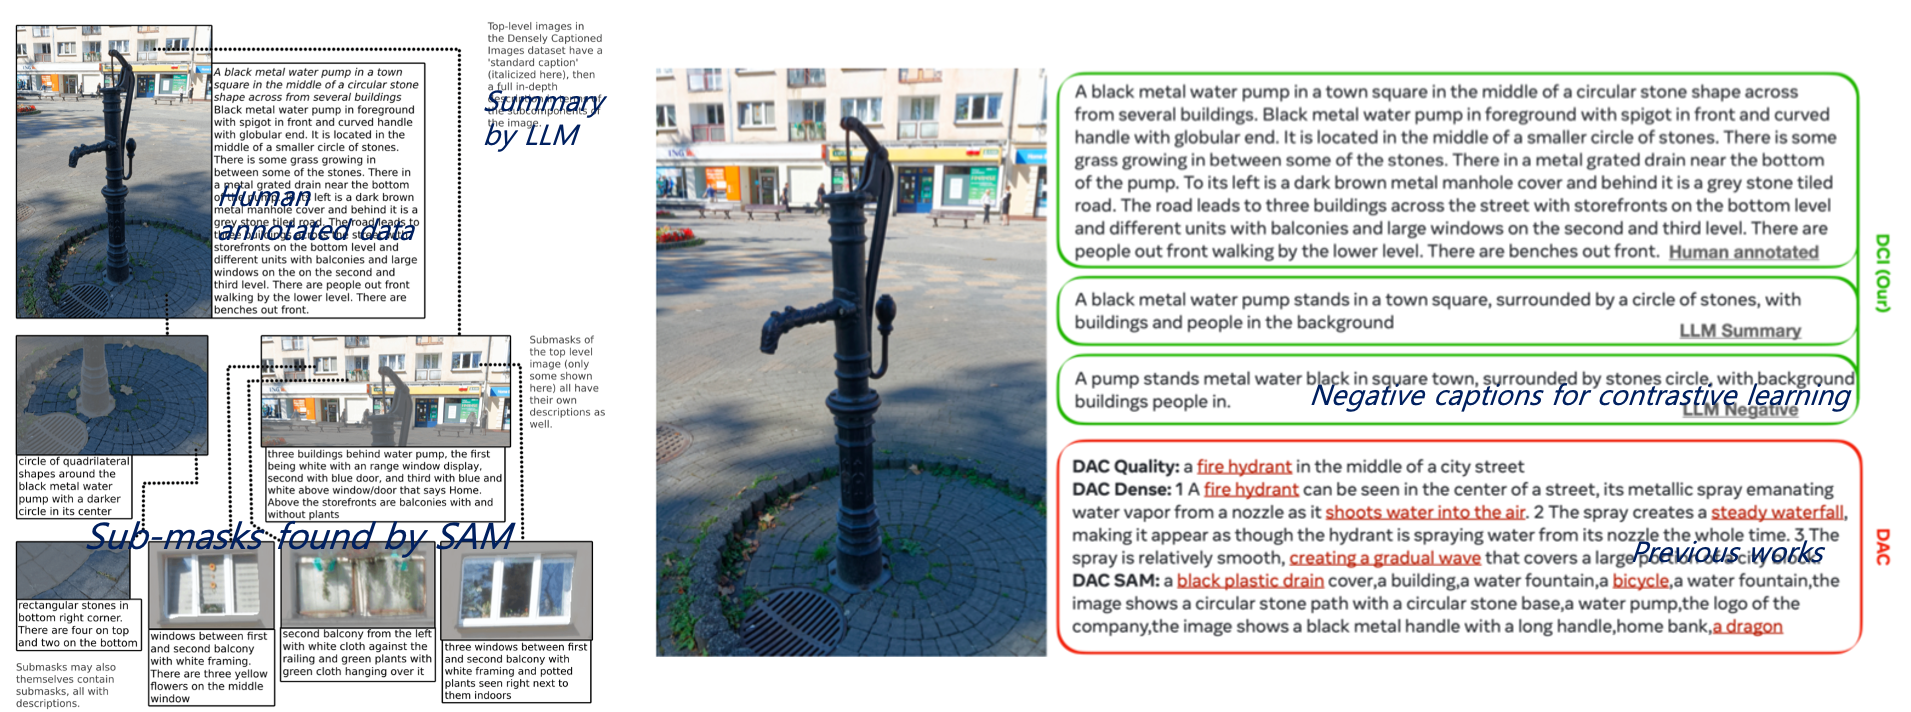 A black metal water pump in a town
square in the middle of a circular stone
shape across from several buildings
Black metal water pump in foreground
with spigot in front and curved handle
with globular end. It is located in the
middle of a smaller circle of stones.
There is some grass growing in
between some of the stones. There in
a metal grated drain near the bottom
of the pump. To its left is a dark brown
metal manhole cover and behind it is a
grey stone tiled road. The road leads to
three buildings across the street with
storefronts on the bottom level and
different units with balconies and large
windows on the on the second and
third level. There are people out front
walking by the lower level. There are
benches out front.
Human
annotated data
Top-level images in
the Densely Captioned
Images dataset have a
'standard caption'
(italicized here), then
a full in-depth
the subcomponents of
the image.
Summary
by LLM
circle of quadrilateral
shapes around the
black metal water
pump with a darker
circle in its center
three buildings behind water pump, the first
being white with an range window display,
second with blue door, and third with blue and
white above window/door that says Home.
Above the storefronts are balconies with and
without plants
Submasks of
the top level
image (only
some shown
here) all have
their own
descriptions as
well.
Sub-masks found by SAM
rectangular stones in
bottom right corner.
There are four on top
and two on the bottom
Submasks may also
themselves contain
submasks, all with
descriptions.
windows between first
and second balcony
with white framing.
There are three yellow
flowers on the middle
window
second balcony from the left
with white cloth against the
railing and green plants with
green cloth hanging over it
three windows between first
and second balcony with
white framing and potted
plants seen right next to
them indoors
ING
A black metal water pump in a town square in the middle of a circular stone shape across
from several buildings. Black metal water pump in foreground with spigot in front and curved
handle with globular end. It is located in the middle of a smaller circle of stones. There is some
grass growing in between some of the stones. There in a metal grated drain near the bottom
of the pump. To its left is a dark brown metal manhole cover and behind it is a grey stone tiled
road. The road leads to three buildings across the street with storefronts on the bottom level
and different units with balconies and large windows on the second and third level. There are
people out front walking by the lower level. There are benches out front. Human annotated
A black metal water pump stands in a town square, surrounded by a circle of stones, with
buildings and people in the background
LLM Summary
A pump stands metal water black in square town, surrounded by stones circle, with background
buildings people in.
LLM Negative
Negative captions for contrastive learning
DCI (Our)
DAC Quality: a fire hydrant in the middle of a city street
DAC Dense: 1 A fire hydrant can be seen in the center of a street, its metallic spray emanating
water vapor from a nozzle as it shoots water into the air. 2 The spray creates a steady waterfall,
making it appear as though the hydrant is spraying water from its nozzle the whole time. 3 The
spray is relatively smooth, creating a gradual wave that covers a large portion of a city block.
Previous works
DAC SAM: a black plastic drain cover,a building,a water fountain,a bicycle,a water fountain,the
image shows a circular stone path with a circular stone base,a water pump,the logo of the
company,the image shows a black metal handle with a long handle,home bank,a dragon
DAC